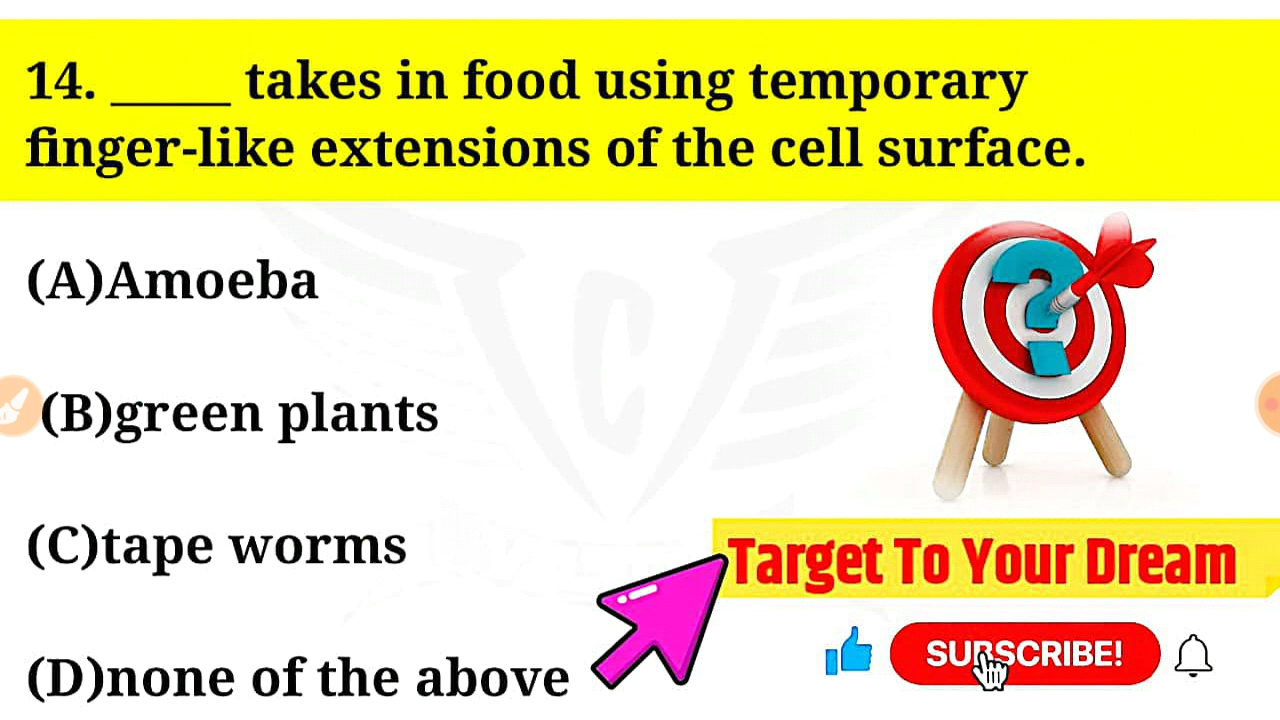 14. _____ takes in food using temporary
finger-like extensions of the cell surface.
(A)Amoeba
(B)green plants
(C)tape worms
(D)none of the above
Target To Your Dream
SUBSCRIBE!